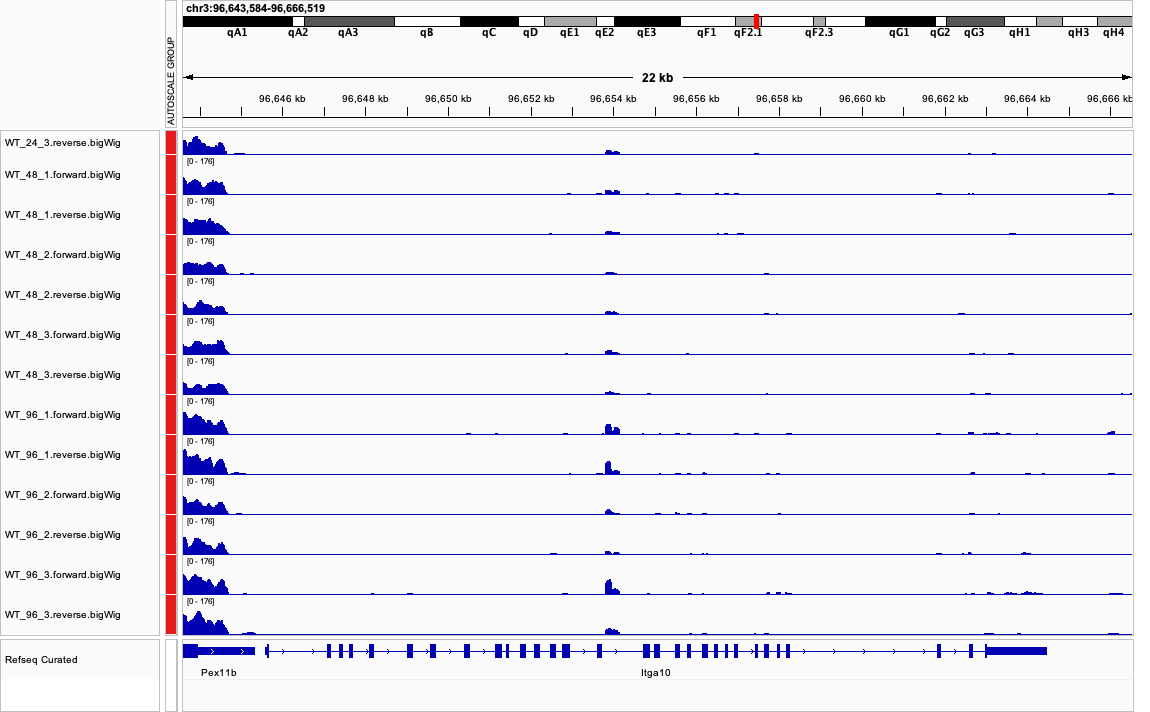 chr3:96,643,584-96,666,519
qA1 qA2 qA3 qB qC qD qE1 qE2 qE3 qF1 qF2.1 qF2.3 qG1 qG2 qG3 qH1 qH3 qH4
AUTOSCALE GROUP
22 kb
96,646 kb 96,648 kb 96,650 kb 96,652 kb 96,654 kb 96,656 kb 96,658 kb 96,660 kb 96,662 kb 96,664 kb 96,666 kb
WT_24_3.reverse.bigWig
[0 - 176]
WT_48_1.forward.bigWig
[0 - 176]
WT_48_1.reverse.bigWig
[0 - 176]
WT_48_2.forward.bigWig
[0 - 176]
WT_48_2.reverse.bigWig
[0 - 176]
WT_48_3.forward.bigWig
[0 - 176]
WT_48_3.reverse.bigWig
[0 - 176]
WT_96_1.forward.bigWig
[0 - 176]
WT_96_1.reverse.bigWig
[0 - 176]
WT_96_2.forward.bigWig
[0 - 176]
WT_96_2.reverse.bigWig
[0 - 176]
WT_96_3.forward.bigWig
[0 - 176]
WT_96_3.reverse.bigWig
Refseq Curated
Pex11b Itga10